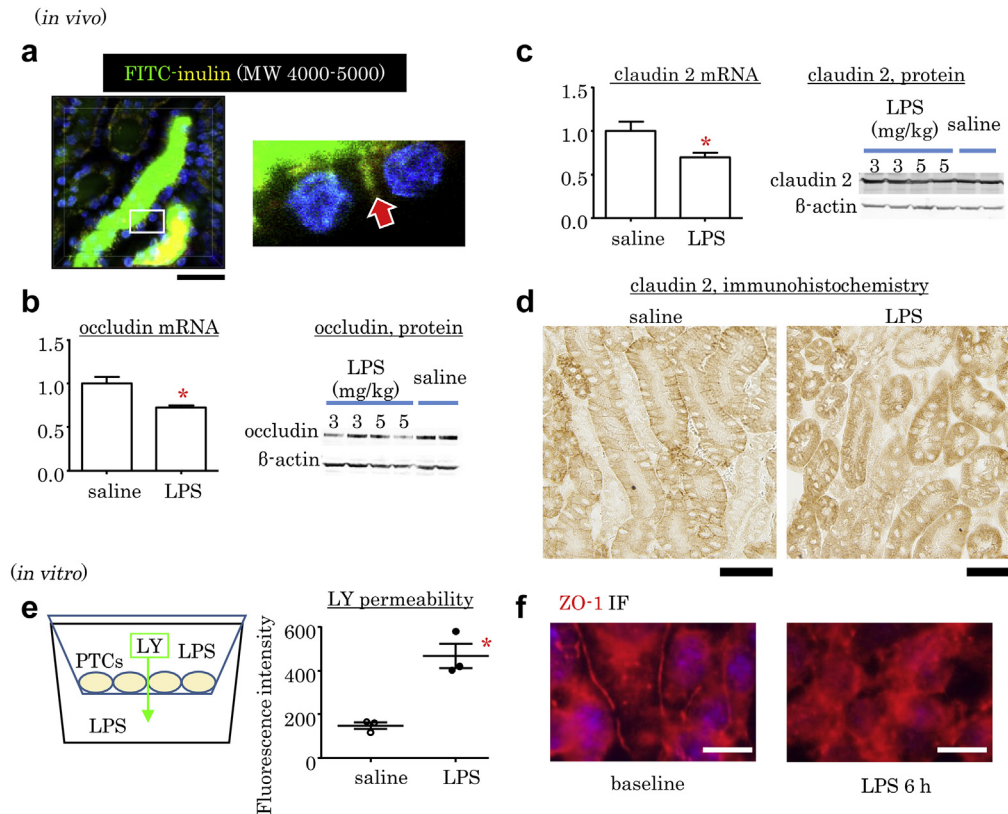 (in vivo)
a
FITC-inulin (MW 4000-5000)
b
occludin mRNA
1.5
1.0
0.5
0.0
saline
LPS
*
occludin, protein
LPS
(mg/kg)
saline
3 3 5 5
occludin
ß-actin
c
claudin 2 mRNA
1.5
1.0
0.5
0.0
saline
LPS
*
claudin 2, protein
LPS
(mg/kg)
saline
3 3 5 5
claudin 2
ß-actin
d
claudin 2, immunohistochemistry
saline
LPS
(in vitro)
e
LY
PTCs
LPS
LPS
LY permeability
Fluorescence intensity
600
400
200
0
saline
LPS
*
f
ZO-1 IF
baseline
LPS 6 h